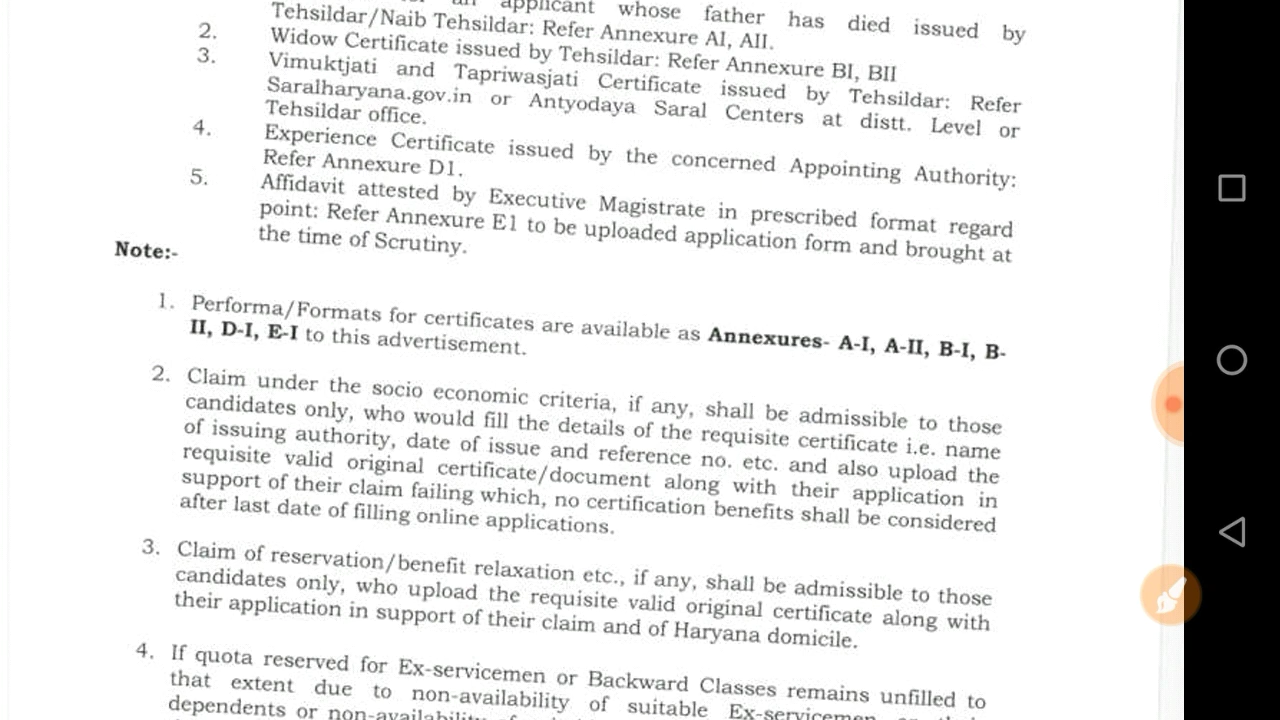 applicant whose father has died issued by
Tehsildar/Naib Tehsildar: Refer Annexure AI, AII.
2. Widow Certificate issued by Tehsildar: Refer Annexure BI, BII
3. Vimuktjati and Tapriwasjati Certificate issued by Tehsildar: Refer
Saralharyana.gov.in or Antyodaya Saral Centers at distt. Level or
Tehsildar office.
4. Experience Certificate issued by the concerned Appointing Authority:
Refer Annexure D1.
5. Affidavit attested by Executive Magistrate in prescribed format regard
point: Refer Annexure E1 to be uploaded application form and brought at
the time of Scrutiny.
Note:-
1. Performa/Formats for certificates are available as Annexures- A-I, A-II, B-I, B-
II, D-I, E-I to this advertisement.
2. Claim under the socio economic criteria, if any, shall be admissible to those
candidates only, who would fill the details of the requisite certificate i.e. name
of issuing authority, date of issue and reference no. etc. and also upload the
requisite valid original certificate/document along with their application in
support of their claim failing which, no certification benefits shall be considered
after last date of filling online applications.
3. Claim of reservation/benefit relaxation etc., if any, shall be admissible to those
candidates only, who upload the requisite valid original certificate along with
their application in support of their claim and of Haryana domicile.
4. If quota reserved for Ex-servicemen or Backward Classes remains unfilled to
that extent due to non-availability of suitable Ex-servicemen or their
dependents or non-availability of